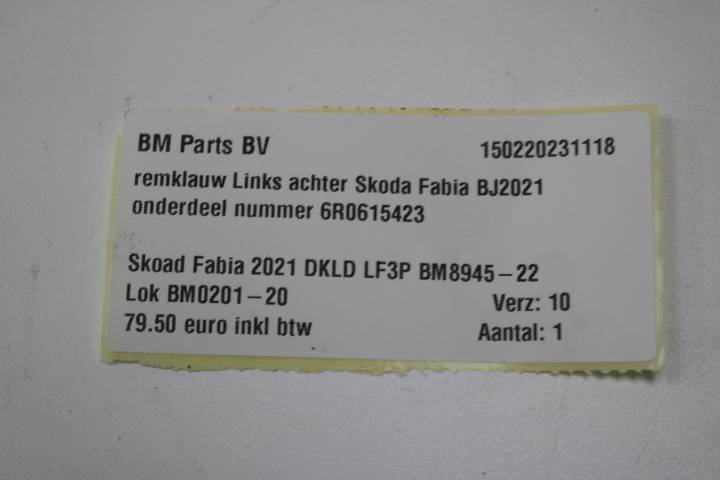 BM Parts BV 150220231118
remklauw Links achter Skoda Fabia BJ2021
onderdeel nummer 6R0615423
Skoad Fabia 2021 DKLD LF3P BM8945-22
Lok BM0201-20 Verz: 10
79.50 euro inkl btw Aantal: 1